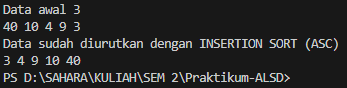 Data awal 3
40 10 4 9 3
Data sudah diurutkan dengan INSERTION SORT (ASC)
3 4 9 10 40
PS D:\SAHARA\KULIAH\SEM 2\Praktikum-ALSD>